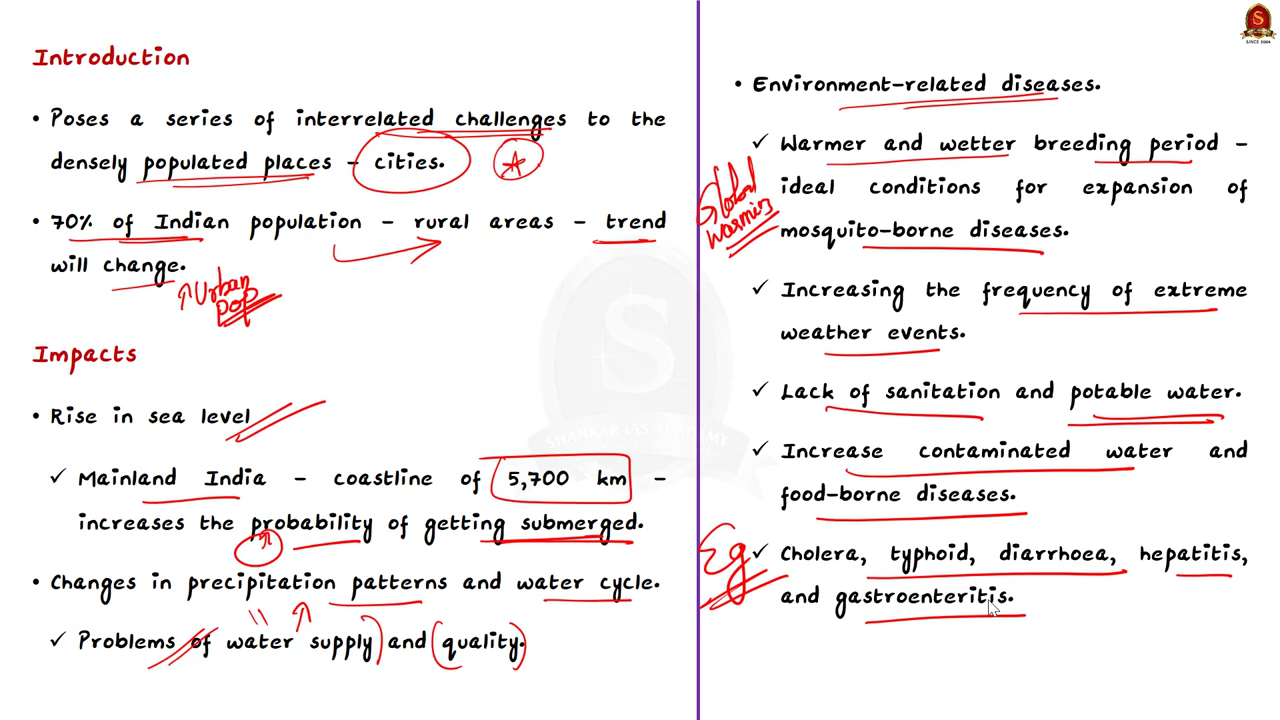 Introduction
• Poses a series of interrelated challenges to the
densely populated places – cities.
• 70% of Indian population – rural areas – trend
will change.
↑Urban
pop
Impacts
• Rise in sea level
✓ Mainland India – coastline of 5,700 km –
increases the probability of getting submerged.
• Changes in precipitation patterns and water cycle.
✓ Problems of water supply and quality.
• Environment-related diseases.
✓ Warmer and wetter breeding period –
ideal conditions for expansion of
mosquito-borne diseases.
Global
Warming
✓ Increasing the frequency of extreme
weather events.
✓ Lack of sanitation and potable water.
✓ Increase contaminated water and
food-borne diseases.
Eg
✓ Cholera, typhoid, diarrhoea, hepatitis,
and gastroenteritis.
S
SINCE 2004
S
SHANKAR IAS ACADEMY